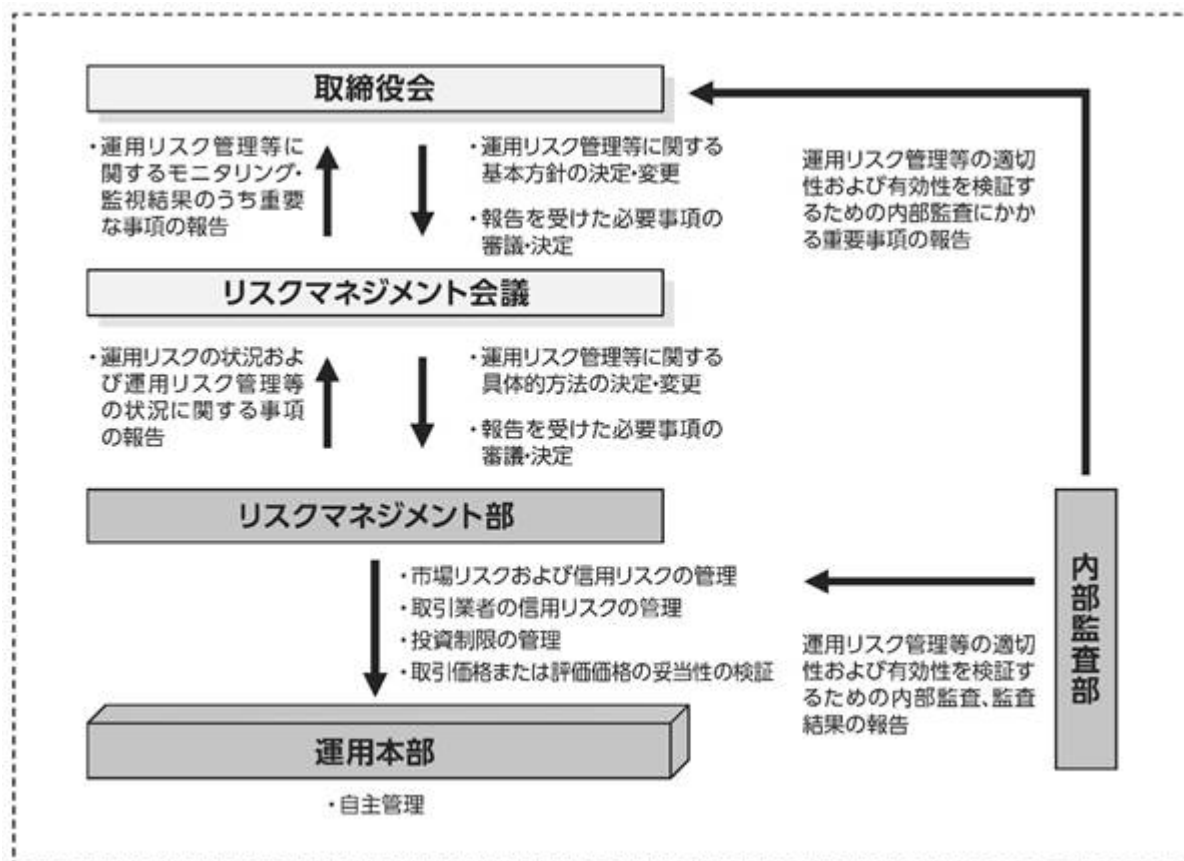 取締役会
・運用リスク管理等に
関するモニタリング・
監視結果のうち重要
な事項の報告
・運用リスク管理等に関する
基本方針の決定・変更
・報告を受けた必要事項の
審議・決定
運用リスク管理等の適切
性および有効性を検証す
るための内部監査にかか
る重要事項の報告
リスクマネジメント会議
・運用リスクの状況およ
び運用リスク管理等
の状況に関する事項
の報告
・運用リスク管理等に関する
具体的方法の決定・変更
・報告を受けた必要事項の
審議・決定
リスクマネジメント部
・市場リスクおよび信用リスクの管理
・取引業者の信用リスクの管理
・投資制限の管理
・取引価格または評価価格の妥当性の検証
内部監査部
運用リスク管理等の適切
性および有効性を検証す
るための内部監査、監査
結果の報告
運用本部
・自主管理